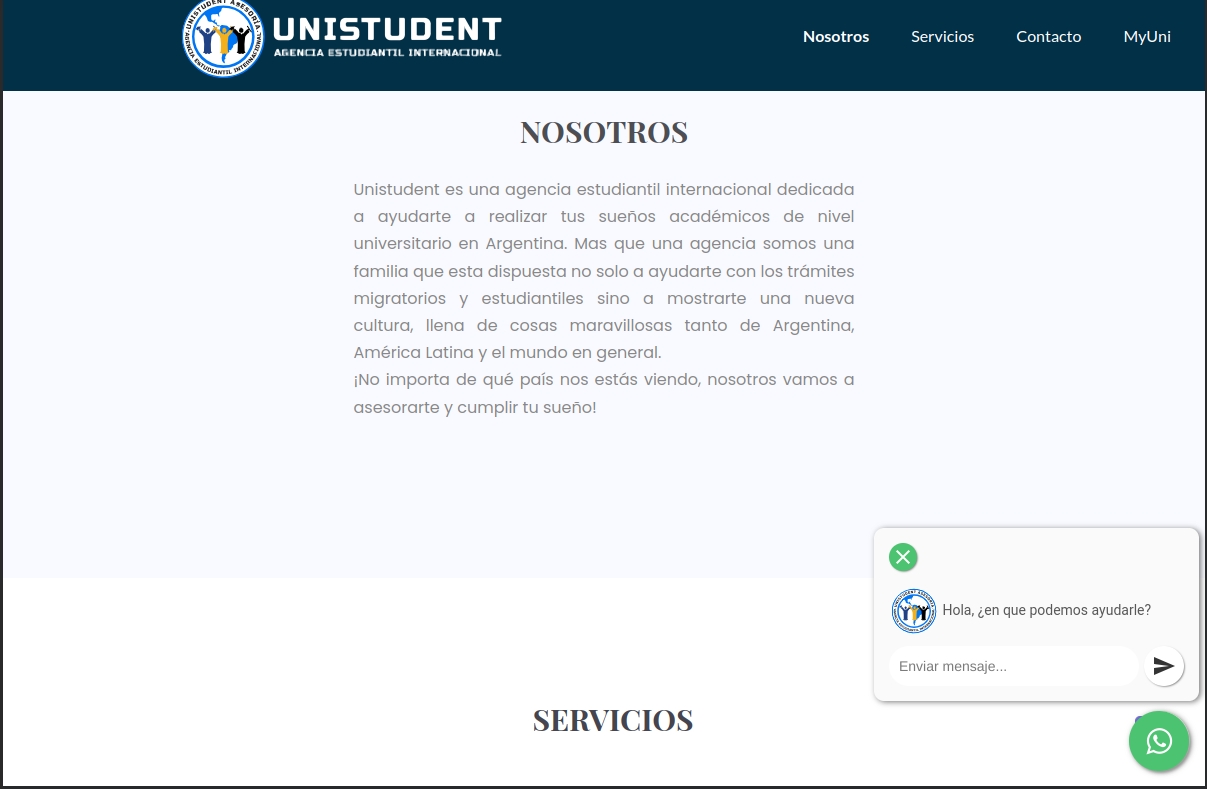 UNISTUDENT ASESORÍA
AGENCIA ESTUDIANTIL INTERNACIONAL
UNISTUDENT
AGENCIA ESTUDIANTIL INTERNACIONAL
Nosotros
Servicios
Contacto
MyUni
NOSOTROS
Unistudent es una agencia estudiantil internacional dedicada
a ayudarte a realizar tus sueños académicos de nivel
universitario en Argentina. Mas que una agencia somos una
familia que esta dispuesta no solo a ayudarte con los trámites
migratorios y estudiantiles sino a mostrarte una nueva
cultura, llena de cosas maravillosas tanto de Argentina,
América Latina y el mundo en general.
¡No importa de qué país nos estás viendo, nosotros vamos a
asesorarte y cumplir tu sueño!
Hola, ¿en que podemos ayudarle?
Enviar mensaje...
SERVICIOS